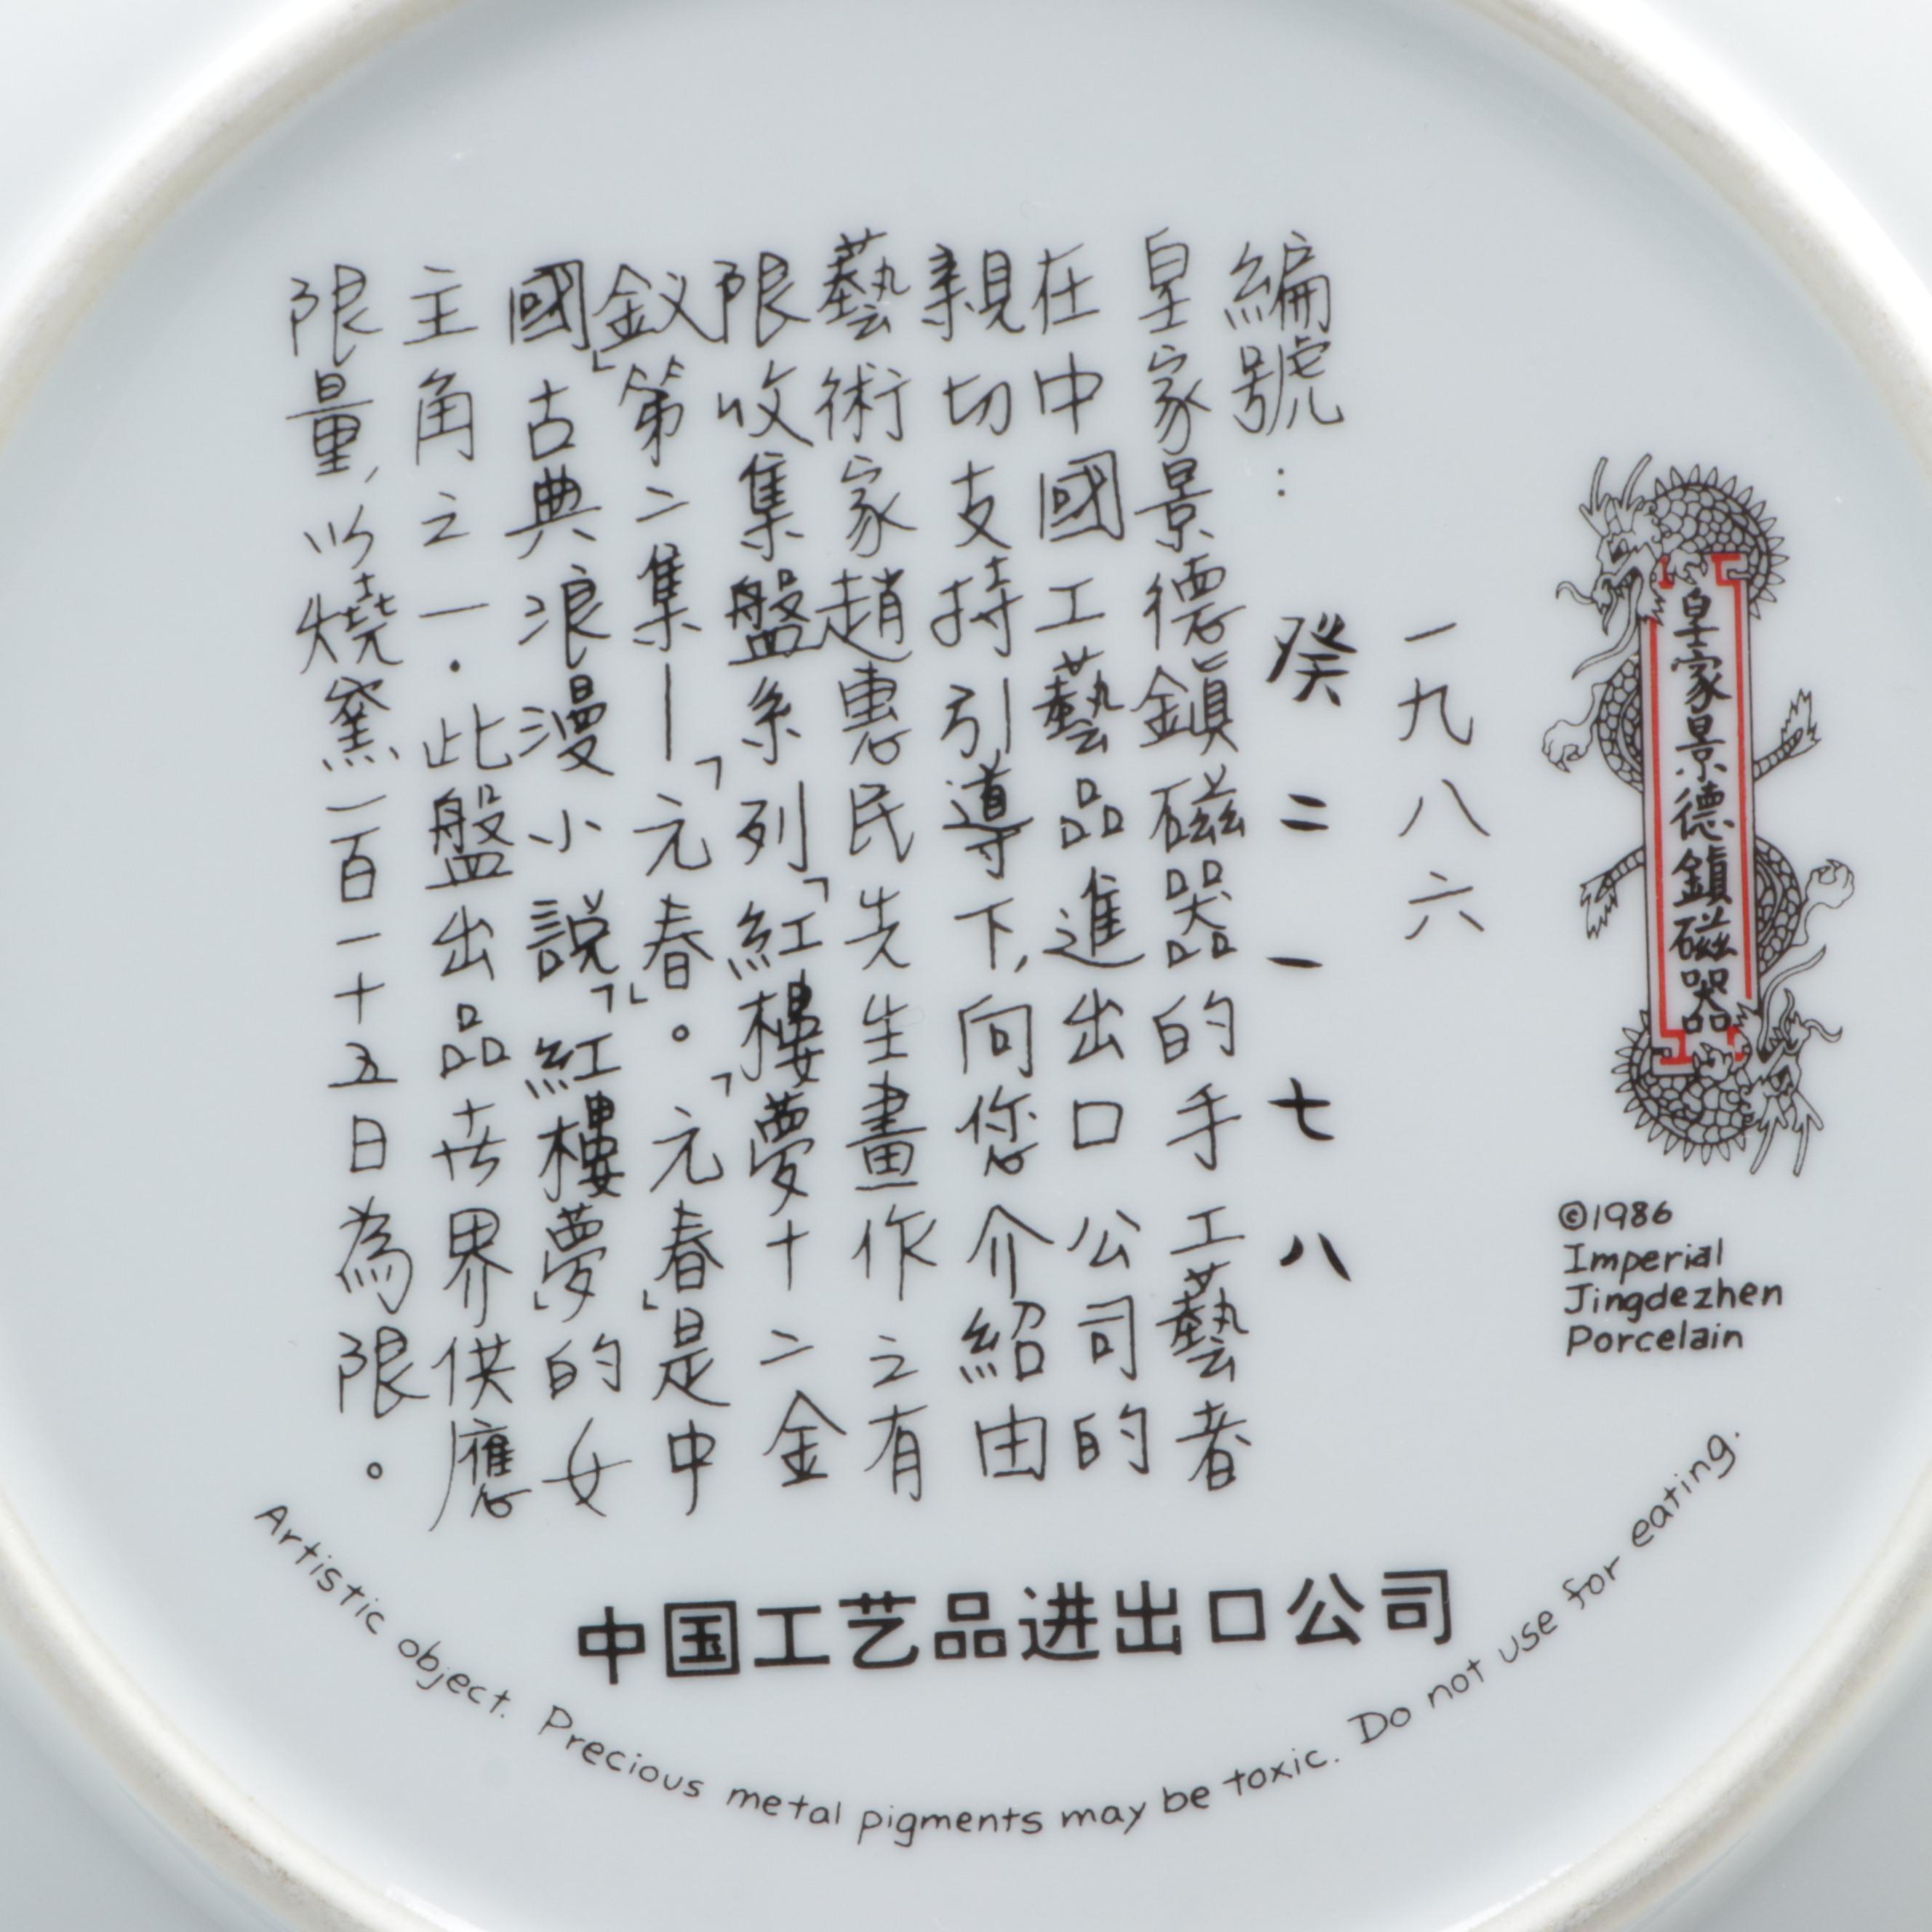 皇家景德鎮磁器
©1986
Imperial
Jingdezhen
Porcelain
一九八六
編號:癸二一七八
皇家景德鎮磁器的手工藝者
在中國工藝品進出口公司的
親切支持引導下,向您介紹由
藝術家趙惠民先生畫作之有
限收集盤系列「紅樓夢十二金
釵」第二集—「元春」。「元春」是中
國古典浪漫小說「紅樓夢」的女
主角之一.此盤出品卋界供應
限量,以燒窯一百一十五日為限。
中国工艺品进出口公司
Artistic object. Precious metal pigments may be toxic. Do not use for eating.